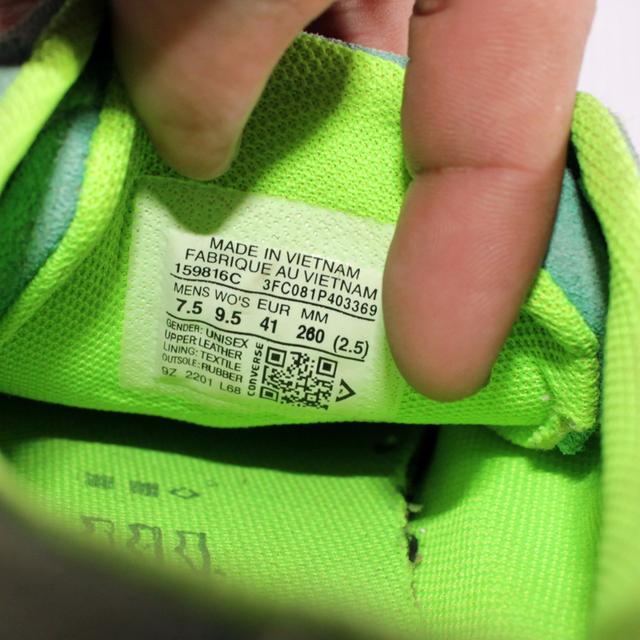 MADE IN VIETNAM
FABRIQUE AU VIETNAM
159816C 3FC081P403369
MENS WO'S EUR MM
7.5 9.5 41 260 (2.5)
GENDER: UNISEX
UPPER: LEATHER
LINING: TEXTILE
OUTSOLE: RUBBER
9Z 2201 L68
CONVERSE